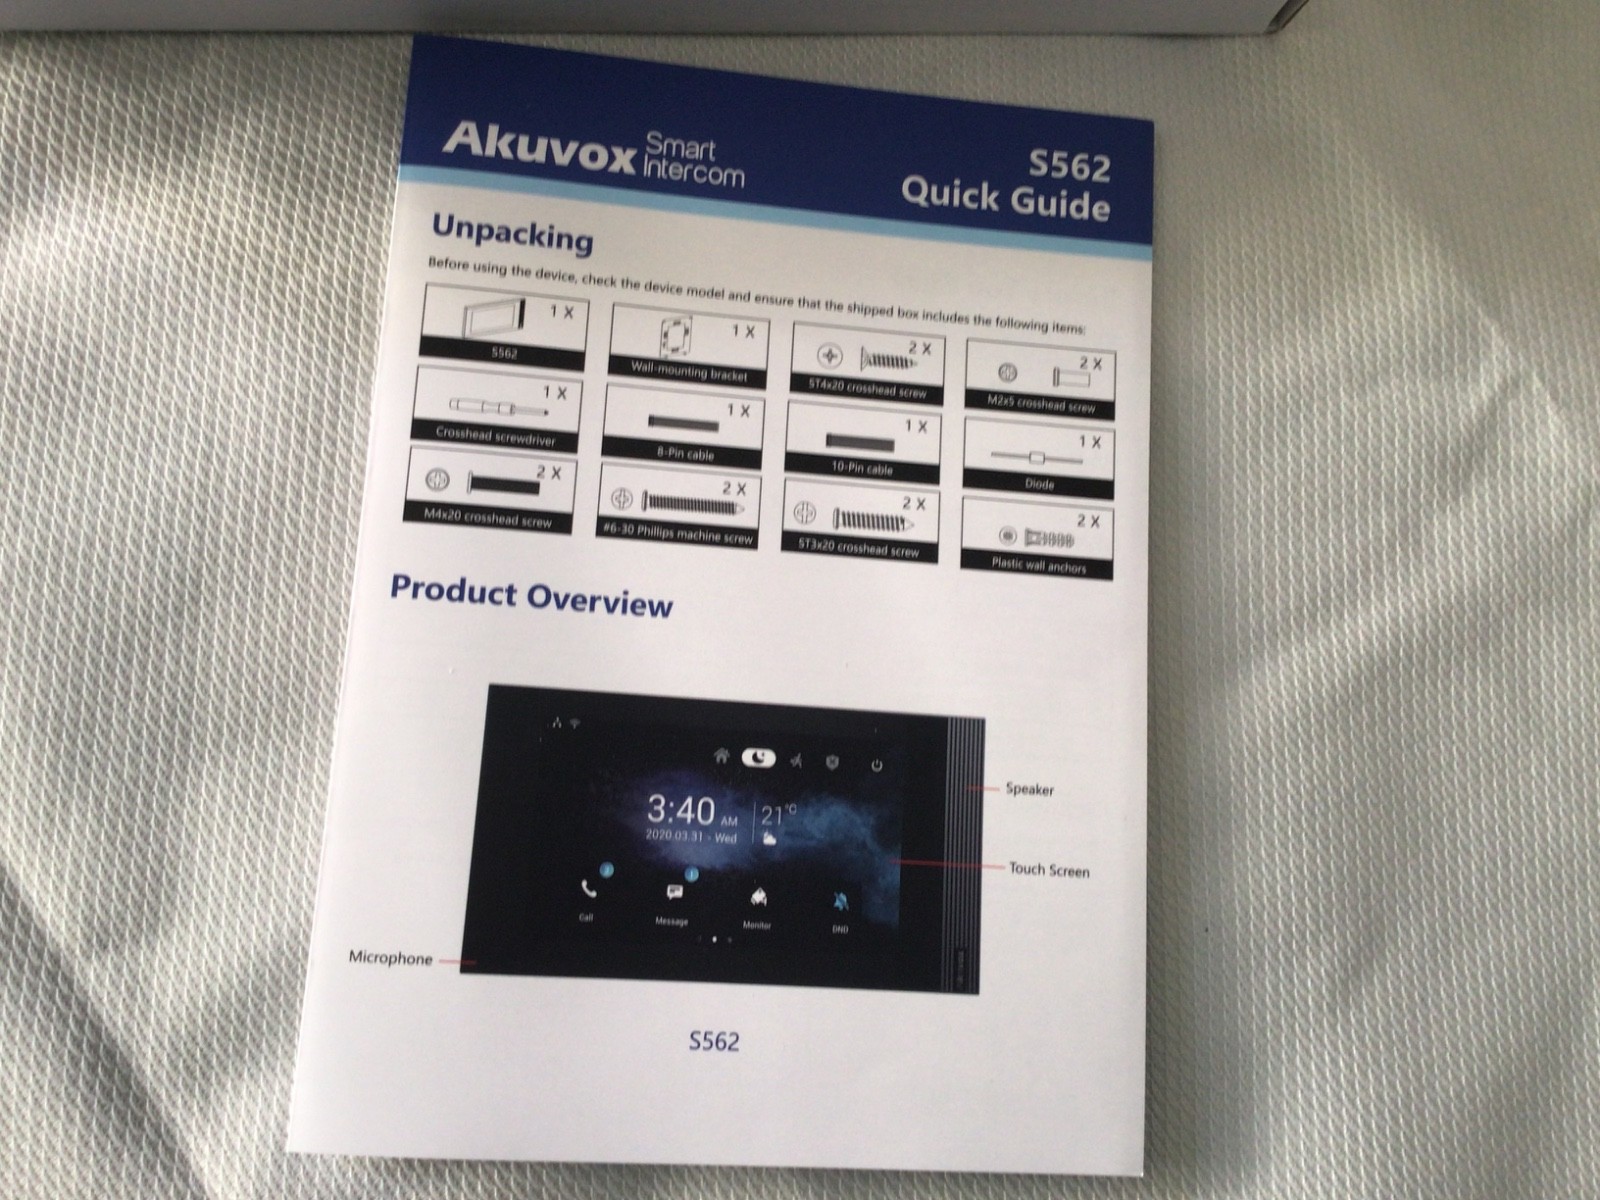 Akuvox Smart Intercom
S562
Quick Guide
Unpacking
Before using the device, check the device model and ensure that the shipped box includes the following items:
1 X
S562
1 X
Wall-mounting bracket
2 X
ST4x20 crosshead screw
2 X
M2x5 crosshead screw
1 X
Crosshead screwdriver
1 X
8-Pin cable
1 X
10-Pin cable
1 X
Diode
2 X
M4x20 crosshead screw
2 X
#6-30 Phillips machine screw
2 X
ST3x20 crosshead screw
2 X
Plastic wall anchors
Product Overview
3:40 AM
2020.03.31 - Wed
21°C
Call
Message
Monitor
DND
Speaker
Touch Screen
Microphone
S562